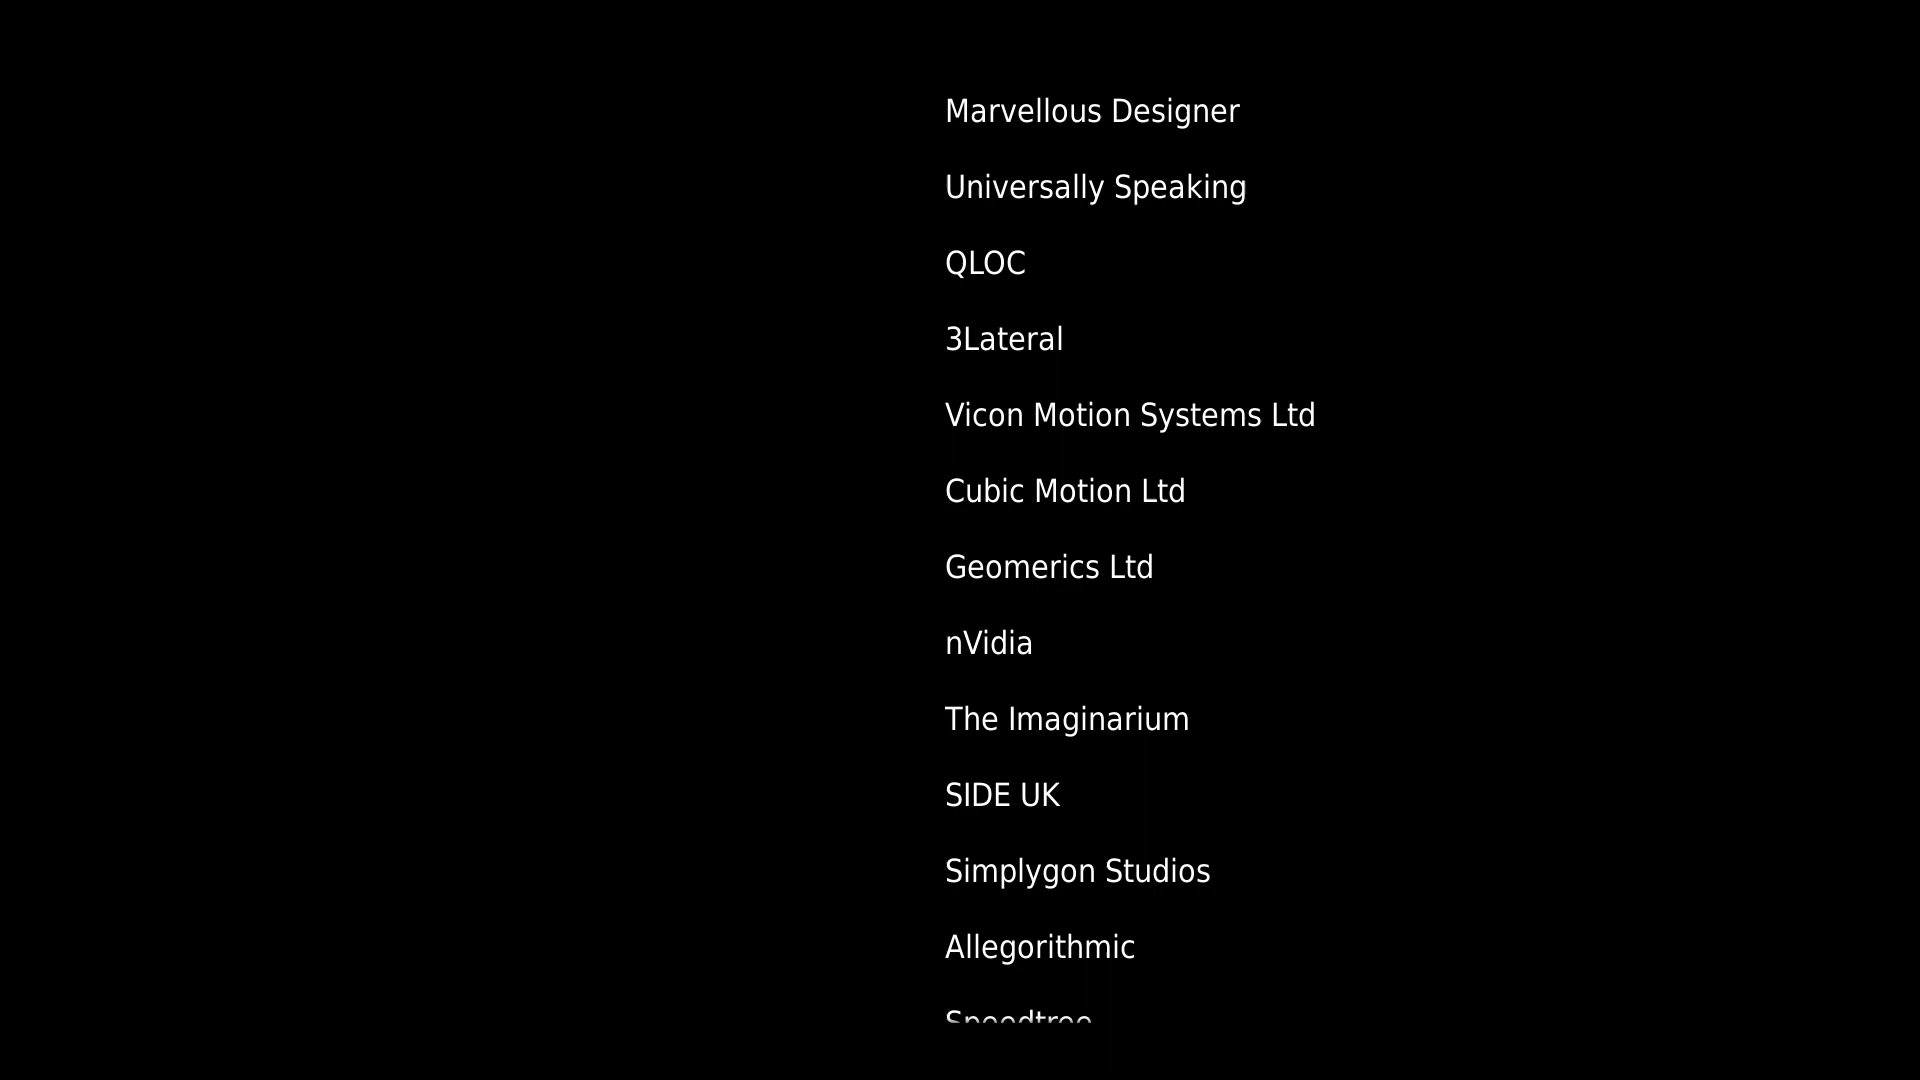 Marvellous Designer
Universally Speaking
QLOC
3Lateral
Vicon Motion Systems Ltd
Cubic Motion Ltd
Geomerics Ltd
nVidia
The Imaginarium
SIDE UK
Simplygon Studios
Allegorithmic
Speedtree